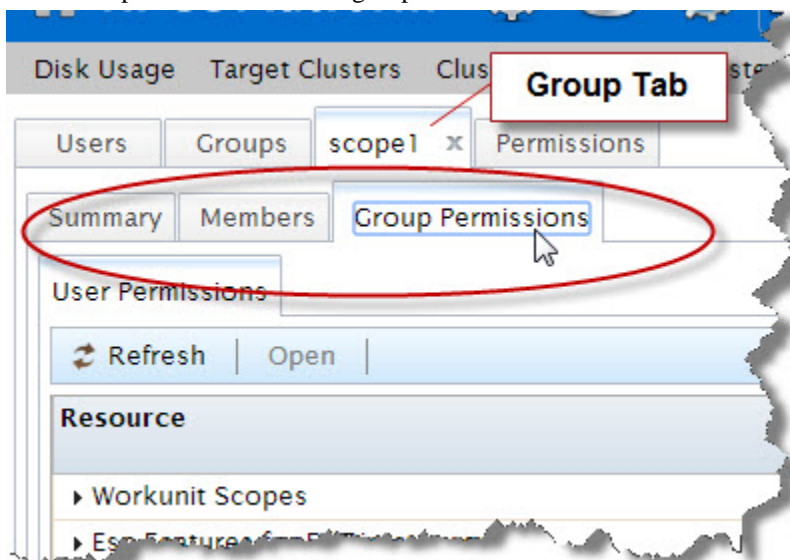 Disk Usage Target Clusters Clus
Group Tab
Users Groups scope1 x Permissions
Summary Members Group Permissions
User Permissions
Refresh Open
Resource
Workunit Scopes